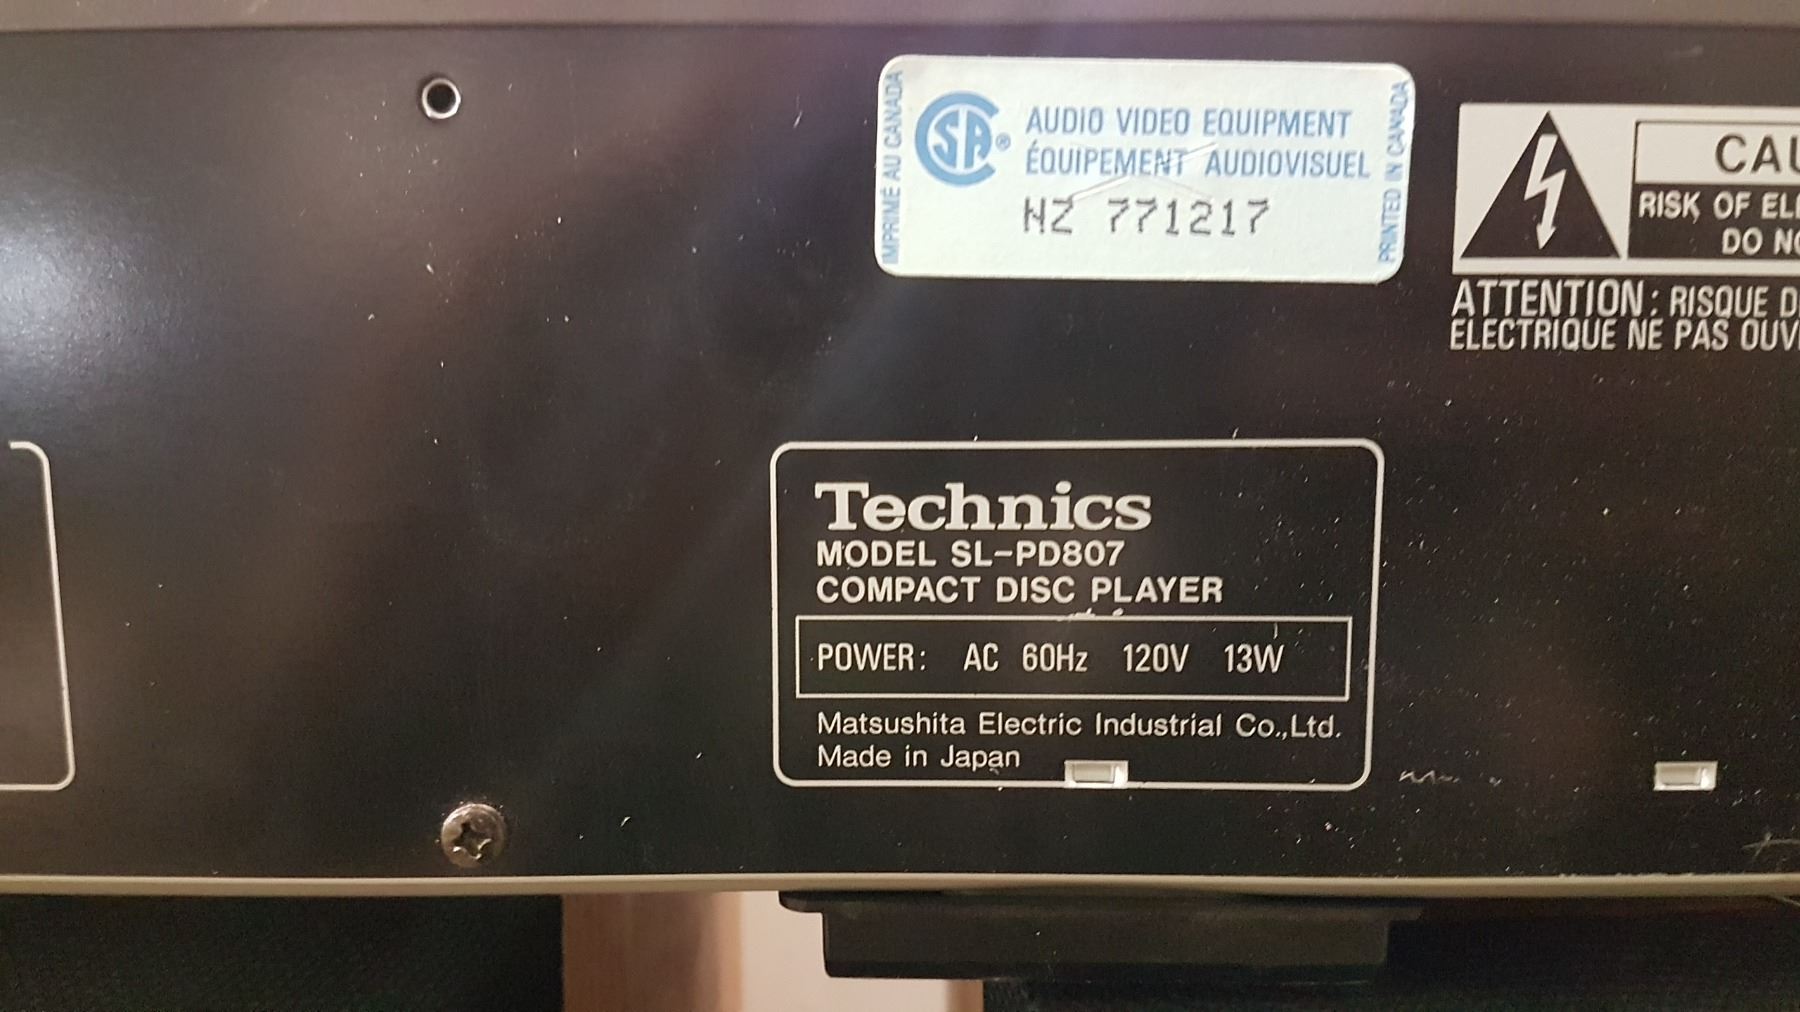 IMPRIMÉ AU CANADA
CSA®
AUDIO VIDEO EQUIPMENT
ÉQUIPEMENT AUDIOVISUEL
NZ 771217
PRINTED IN CANADA
CAU
RISK OF ELE
DO NO
ATTENTION: RISQUE D
ELECTRIQUE NE PAS OUV
Technics
MODEL SL-PD807
COMPACT DISC PLAYER
POWER: AC 60Hz 120V 13W
Matsushita Electric Industrial Co.,Ltd.
Made in Japan